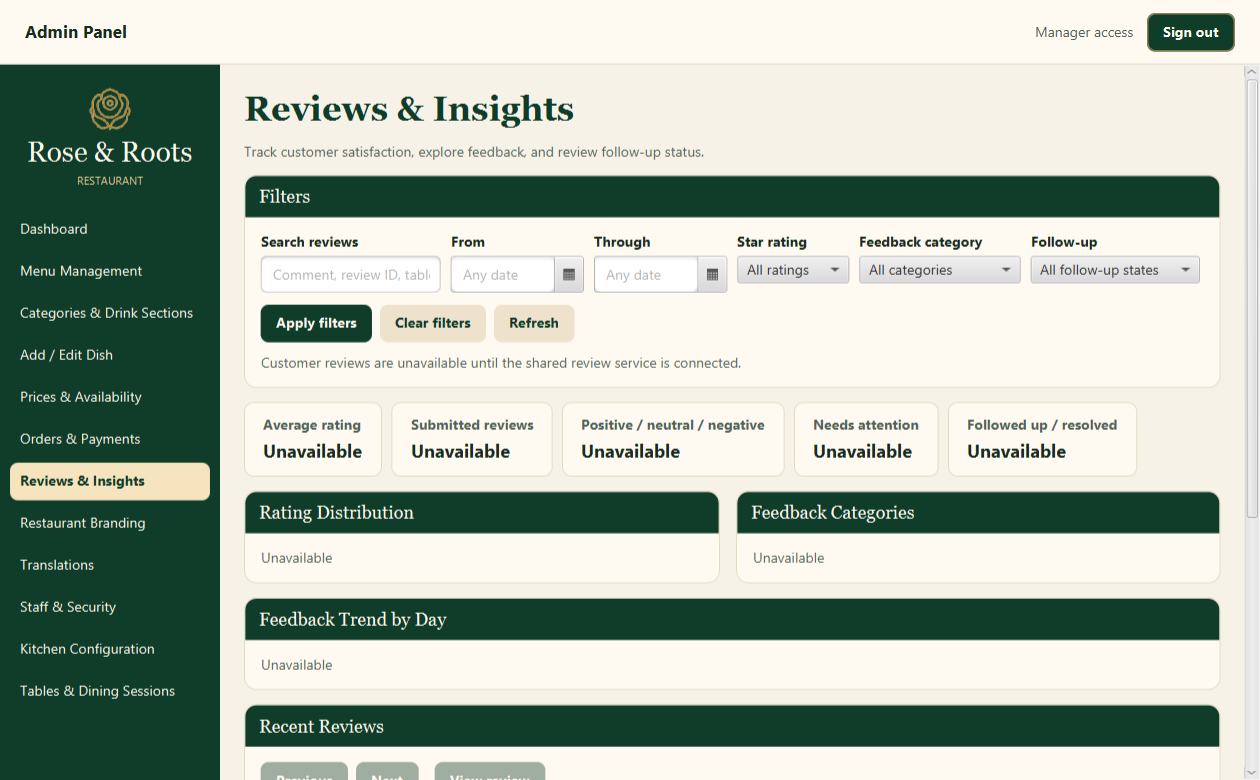 Admin Panel
Manager access
Sign out
Rose & Roots
RESTAURANT
Dashboard
Menu Management
Categories & Drink Sections
Add / Edit Dish
Prices & Availability
Orders & Payments
Reviews & Insights
Restaurant Branding
Translations
Staff & Security
Kitchen Configuration
Tables & Dining Sessions
Reviews & Insights
Track customer satisfaction, explore feedback, and review follow-up status.
Filters
Search reviews
Comment, review ID, tabl
From
Any date
Through
Any date
Star rating
All ratings
Feedback category
All categories
Follow-up
All follow-up states
Apply filters
Clear filters
Refresh
Customer reviews are unavailable until the shared review service is connected.
Average rating
Unavailable
Submitted reviews
Unavailable
Positive / neutral / negative
Unavailable
Needs attention
Unavailable
Followed up / resolved
Unavailable
Rating Distribution
Unavailable
Feedback Categories
Unavailable
Feedback Trend by Day
Unavailable
Recent Reviews
Previous
Next
View review